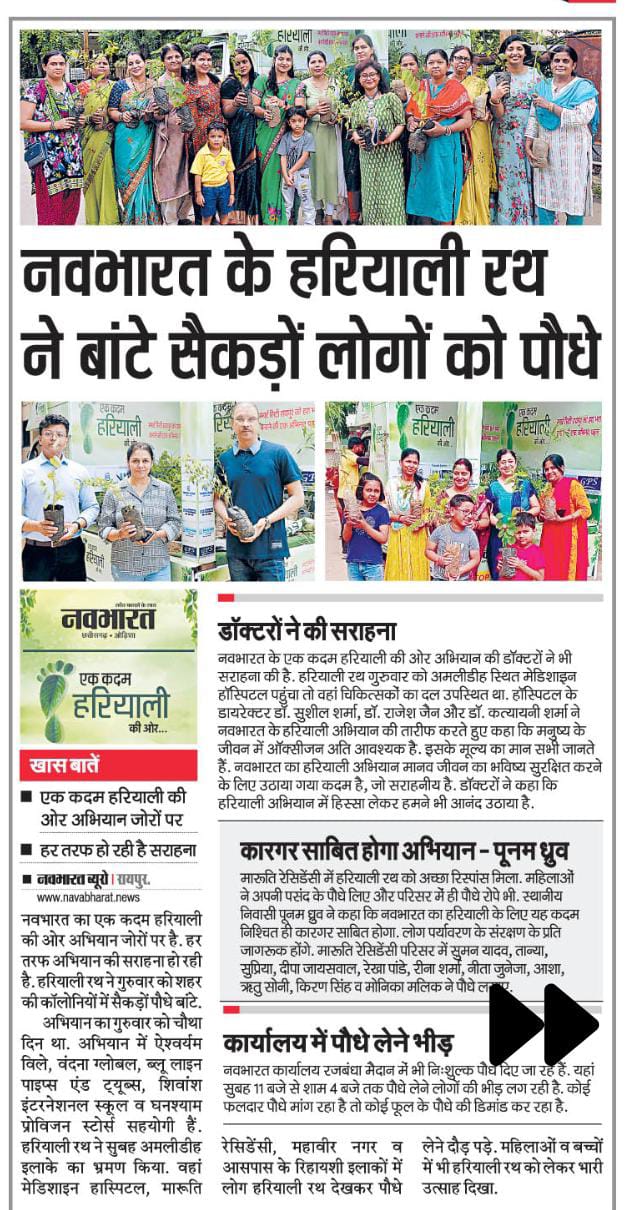 नवभारत के हरियाली रथ
ने बांटे सैकड़ों लोगों को पौधे
एक कदम
हरियाली
की ओर...
एक कदम
हरियाली
GPS
नवभारत
छत्तीसगढ़ • ओड़िशा
एक कदम
हरियाली
की ओर...
खास बातें
■ एक कदम हरियाली की
ओर अभियान जोरों पर
■ हर तरफ हो रही है सराहना
■ नवभारत ब्यूरो | रायपुर.
www.navabharat.news
नवभारत का एक कदम हरियाली
की ओर अभियान जोरों पर है. हर
तरफ अभियान की सराहना हो रही
है. हरियाली रथ ने गुरुवार को शहर
की कॉलोनियों में सैकड़ों पौधे बांटे.
अभियान का गुरुवार को चौथा
दिन था. अभियान में ऐश्वर्यम
विले, वंदना ग्लोबल, ब्लू लाइन
पाइप्स एंड ट्यूब्स, शिवांश
इंटरनेशनल स्कूल व घनश्याम
प्रोविजन स्टोर्स सहयोगी हैं.
हरियाली रथ ने सुबह अमलीडीह
इलाके का भ्रमण किया. वहां
मेडिशाइन हास्पिटल, मारूति
डॉक्टरों ने की सराहना
नवभारत के एक कदम हरियाली की ओर अभियान की डॉक्टरों ने भी
सराहना की है. हरियाली रथ गुरुवार को अमलीडीह स्थित मेडिशाइन
हॉस्पिटल पहुंचा तो वहां चिकित्सकों का दल उपस्थित था. हॉस्पिटल के
डायरेक्टर डॉ. सुशील शर्मा, डॉ. राजेश जैन और डॉ. कत्यायनी शर्मा ने
नवभारत के हरियाली अभियान की तारीफ करते हुए कहा कि मनुष्य के
जीवन में ऑक्सीजन अति आवश्यक है. इसके मूल्य का मान सभी जानते
हैं. नवभारत का हरियाली अभियान मानव जीवन का भविष्य सुरक्षित करने
के लिए उठाया गया कदम है, जो सराहनीय है. डॉक्टरों ने कहा कि
हरियाली अभियान में हिस्सा लेकर हमने भी आनंद उठाया है.
कारगर साबित होगा अभियान - पूनम ध्रुव
मारूति रेसिडेंसी में हरियाली रथ को अच्छा रिस्पांस मिला. महिलाओं
ने अपनी पसंद के पौधे लिए और परिसर में ही पौधे रोपे भी. स्थानीय
निवासी पूनम ध्रुव ने कहा कि नवभारत का हरियाली के लिए यह कदम
निश्चित ही कारगर साबित होगा. लोग पर्यावरण के संरक्षण के प्रति
जागरूक होंगे. मारूति रेसिडिंसी परिसर में सुमन यादव, तान्या,
सुप्रिया, दीपा जायसवाल, रेखा पांडे, रीना शर्मा, नीता जुनेजा, आशा,
ऋतु सोनी, किरण सिंह व मोनिका मलिक ने पौधे
कार्यालय में पौधे लेने भीड़
नवभारत कार्यालय रजबंधा मैदान में भी निःशुल्क पौधे दिए जा रहे हैं. यहां
सुबह 11 बजे से शाम 4 बजे तक पौधे लेने लोगों की भीड़ लग रही है. कोई
फलदार पौधे मांग रहा है तो कोई फूल के पौधे की डिमांड कर रहा है.
रेसिडेंसी, महावीर नगर व
आसपास के रिहायशी इलाकों में
लोग हरियाली रथ देखकर पौधे
लेने दौड़ पड़े. महिलाओं व बच्चों
में भी हरियाली रथ को लेकर भारी
उत्साह दिखा.